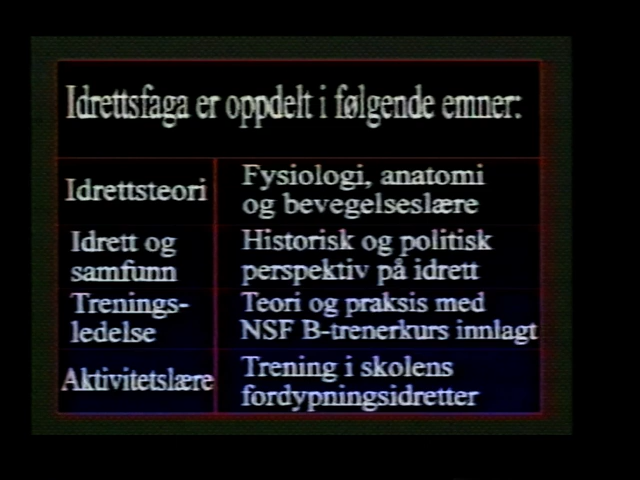 Idrettsfaga er oppdelt i følgende emner:
Idrettsteori
Fysiologi, anatomi
og bevegelseslære
Idrett og
samfunn
Historisk og politisk
perspektiv på idrett
Trenings-
ledelse
Teori og praksis med
NSF B-trenerkurs innlagt
Aktivitetslære
Trening i skolens
fordypningsidretter